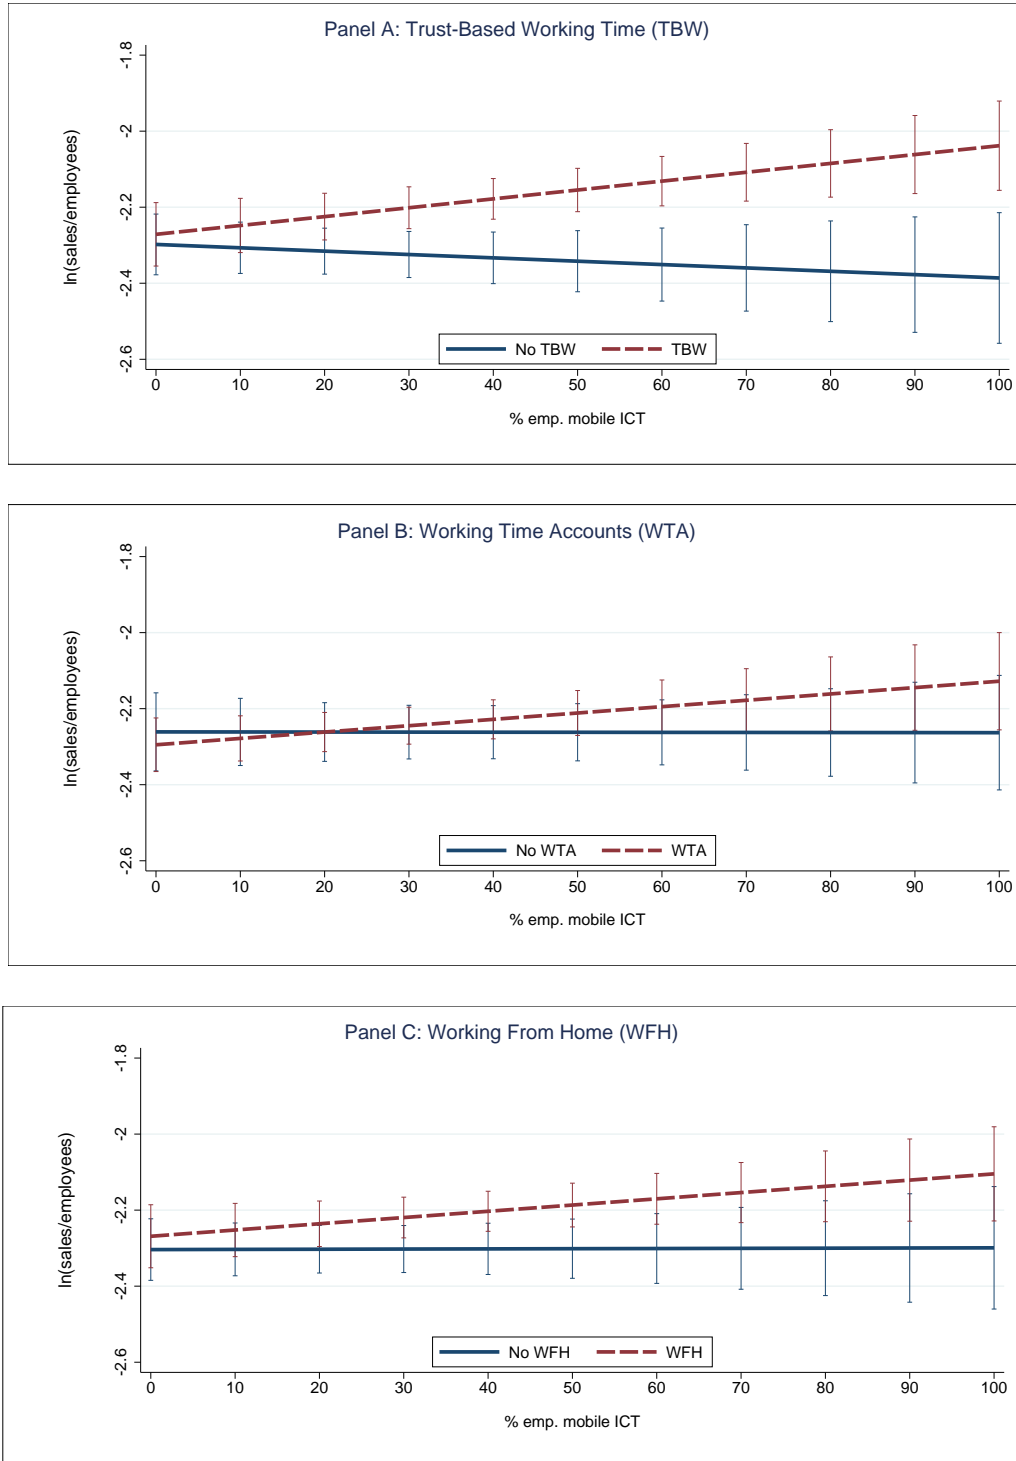 Panel A: Trust-Based Working Time (TBW)
ln(sales/employees)
-1.8
-2
-2.2
-2.4
-2.6
0 10 20 30 40 50 60 70 80 90 100
% emp. mobile ICT
No TBW TBW
Panel B: Working Time Accounts (WTA)
ln(sales/employees)
-1.8
-2
-2.2
-2.4
-2.6
0 10 20 30 40 50 60 70 80 90 100
% emp. mobile ICT
No WTA WTA
Panel C: Working From Home (WFH)
ln(sales/employees)
-1.8
-2
-2.2
-2.4
-2.6
0 10 20 30 40 50 60 70 80 90 100
% emp. mobile ICT
No WFH WFH